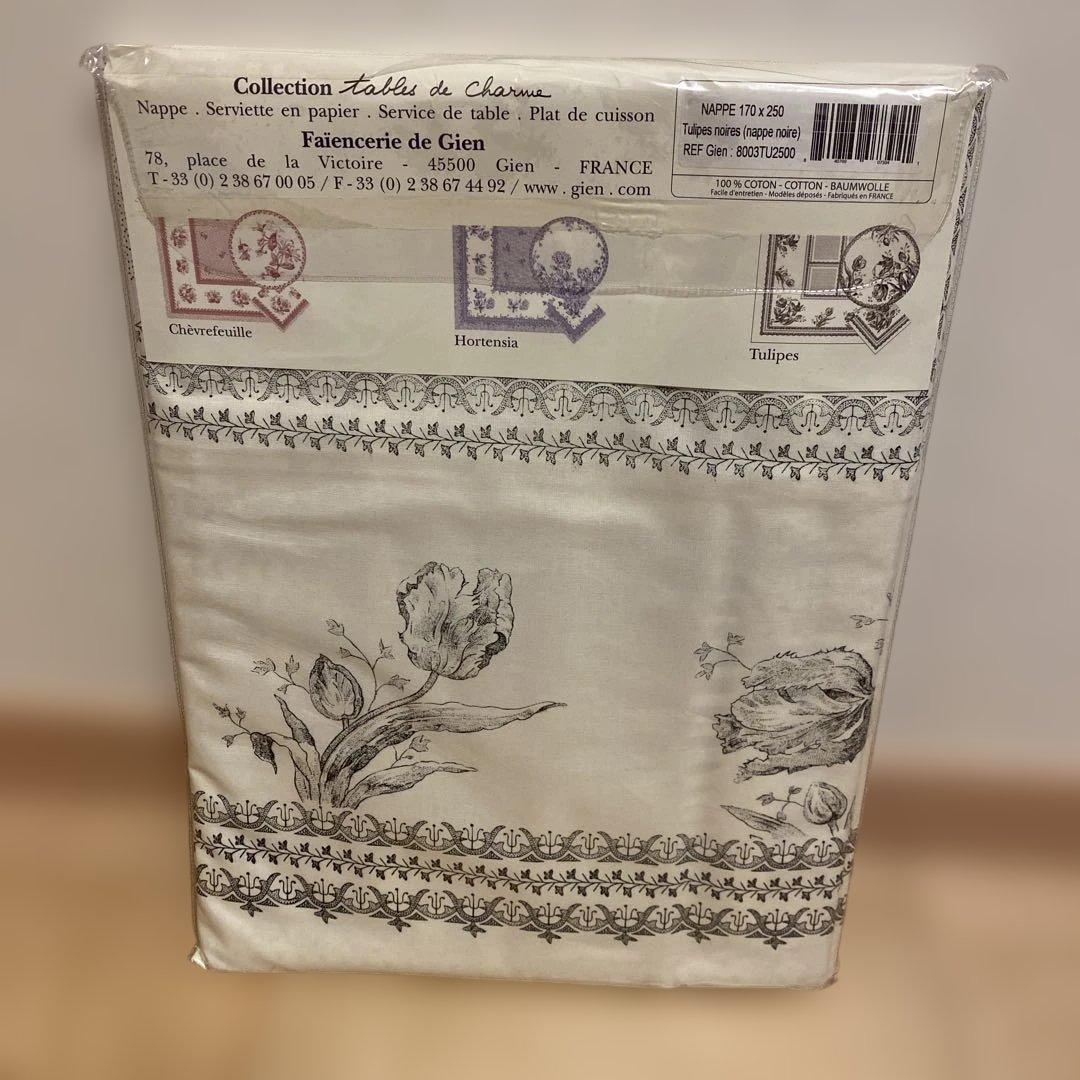 Collection tables de Charme
Nappe . Serviette en papier . Service de table . Plat de cuisson
Faïencerie de Gien
78, place de la Victoire - 45500 Gien - FRANCE
T - 33 (0) 2 38 67 00 05 / F - 33 (0) 2 38 67 44 92 / www . gien . com
NAPPE 170 x 250
Tulipes noires (nappe noire)
REF Gien : 8003TU2500
100 % COTON - COTTON - BAUMWOLLE
Facile d'entretien - Modèles déposés - Fabriqués en FRANCE
Chèvrefeuille
Hortensia
Tulipes